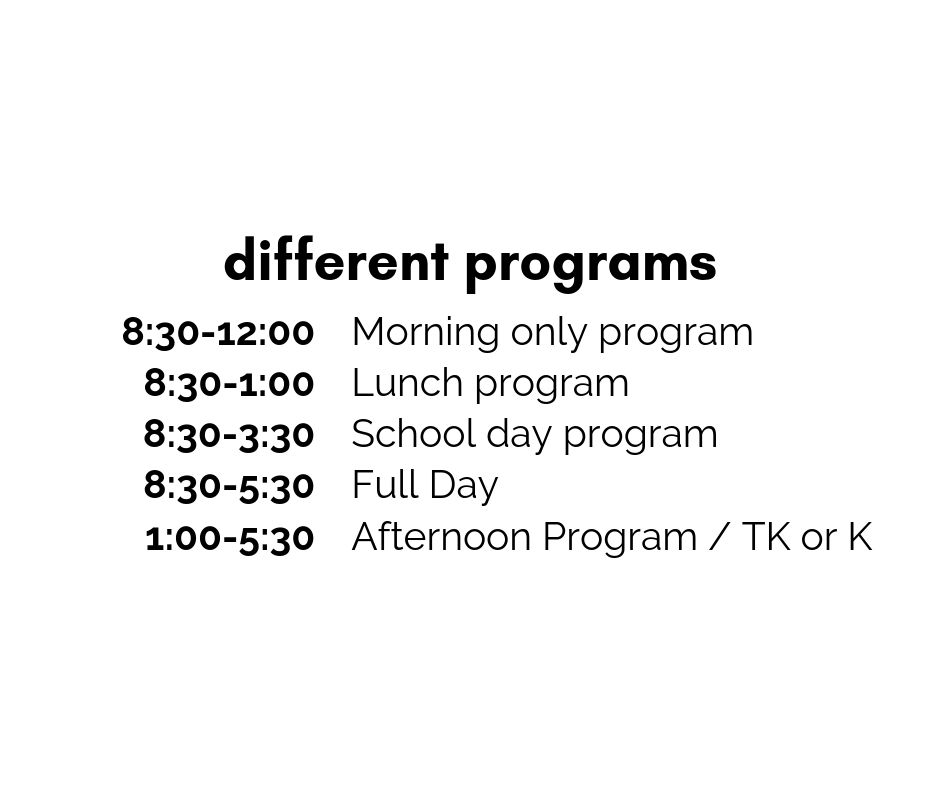 different programs
8:30-12:00 Morning only program
8:30-1:00 Lunch program
8:30-3:30 School day program
8:30-5:30 Full Day
1:00-5:30 Afternoon Program / TK or K